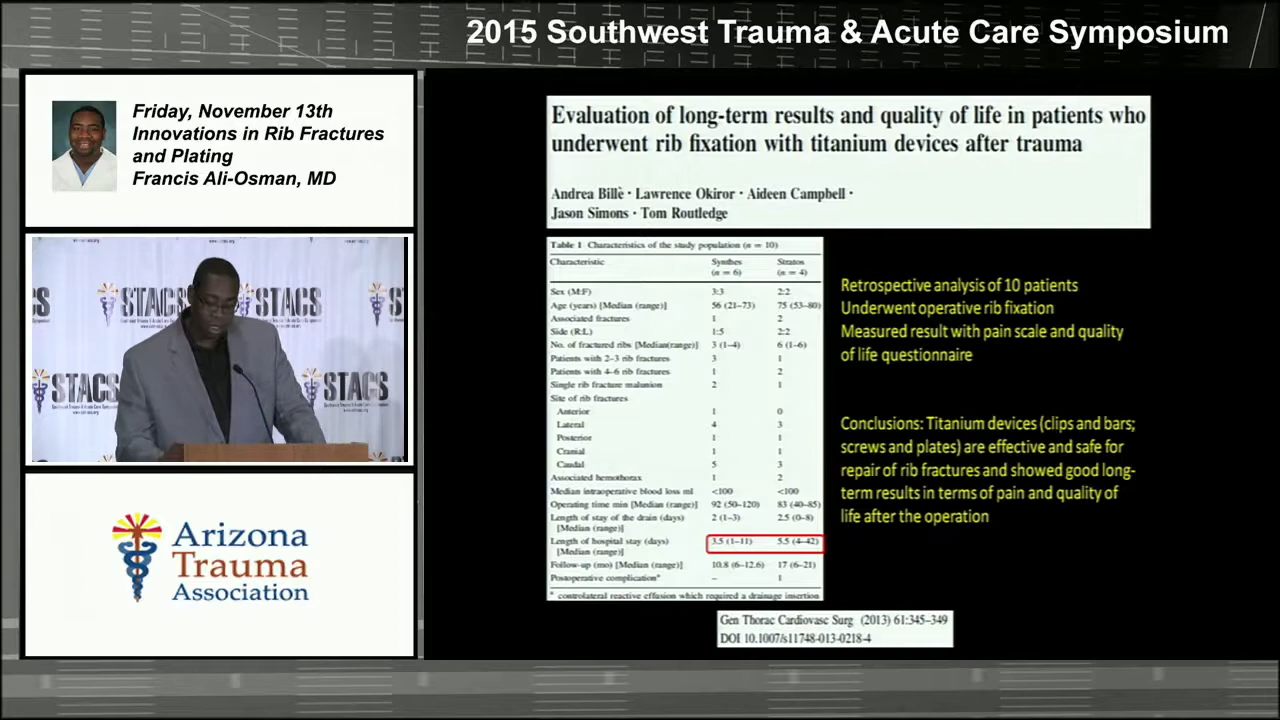 2015 Southwest Trauma & Acute Care Symposium
Friday, November 13th
Innovations in Rib Fractures
and Plating
Francis Ali-Osman, MD
STACS
STACS
STACS
STACS
Arizona
Trauma
Association
Evaluation of long-term results and quality of life in patients who
underwent rib fixation with titanium devices after trauma
Andrea Billè · Lawrence Okiror · Aideen Campbell ·
Jason Simons · Tom Routledge
Table 1 Characteristics of the study population (n = 10)
Characteristic Synthes (n = 6) Stratos (n = 4)
Sex (M:F) 3:3 2:2
Age (years) [Median (range)] 56 (21–73) 75 (53–80)
Associated fractures 1 2
Side (R:L) 1:5 2:2
No. of fractured ribs [Median(range)] 3 (1–4) 6 (1–6)
Patients with 2–3 rib fractures 3 1
Patients with 4–6 rib fractures 1 2
Single rib fracture malunion 2 1
Site of rib fractures
Anterior 1 0
Lateral 4 3
Posterior 1 1
Cranial 1 1
Caudal 5 3
Associated hemothorax 1 2
Median intraoperative blood loss ml <100 <100
Operating time min [Median (range)] 92 (50–120) 83 (40–85)
Length of stay of the drain (days) 2 (1–3) 2.5 (0–8)
[Median (range)]
Length of hospital stay (days) 3.5 (1–11) 5.5 (4–42)
[Median (range)]
Follow-up (mo) [Median (range)] 10.8 (6–12.6) 17 (6–21)
Postoperative complication* – 1
* controlateral reactive effusion which required a drainage insertion
Retrospective analysis of 10 patients
Underwent operative rib fixation
Measured result with pain scale and quality
of life questionnaire
Conclusions: Titanium devices (clips and bars;
screws and plates) are effective and safe for
repair of rib fractures and showed good long-
term results in terms of pain and quality of
life after the operation
Gen Thorac Cardiovasc Surg (2013) 61:345–349
DOI 10.1007/s11748-013-0218-4